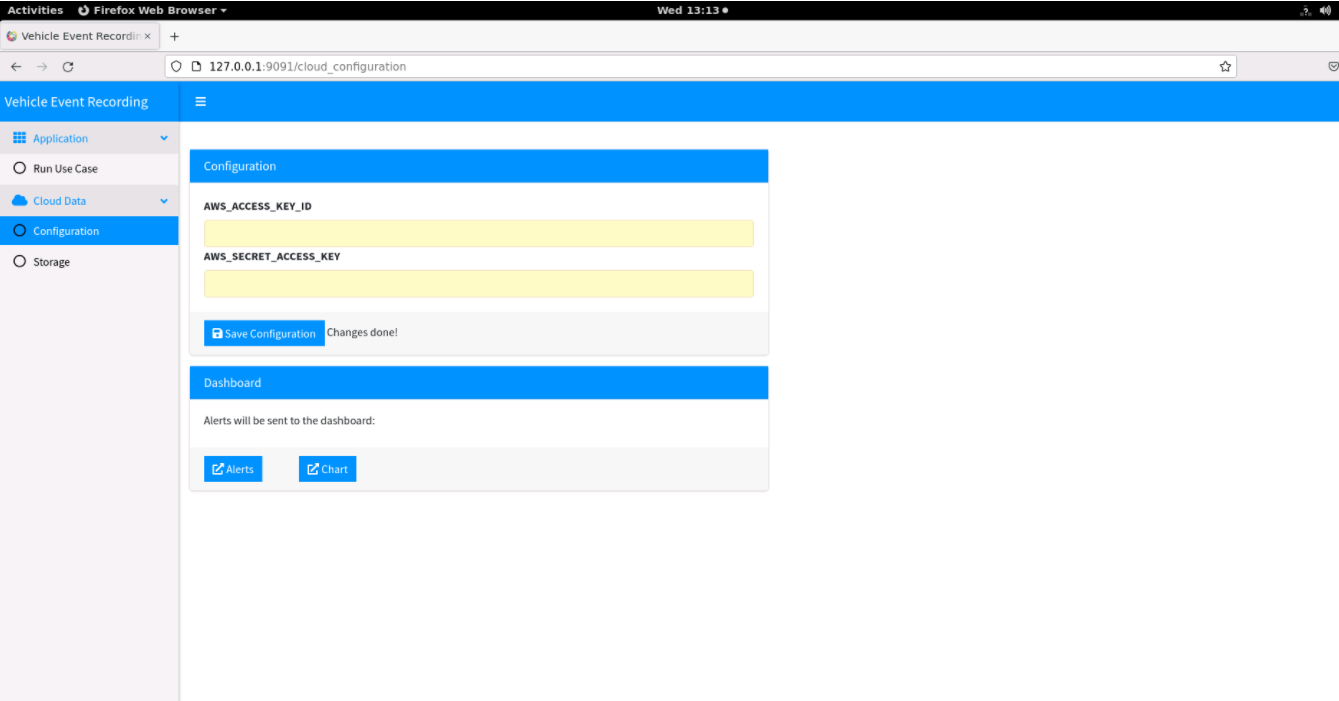 Activities Firefox Web Browser Wed 13:13
Vehicle Event Recordin × +
127.0.0.1:9091/cloud_configuration
Vehicle Event Recording
Application
Run Use Case
Cloud Data
Configuration
Storage
Configuration
AWS_ACCESS_KEY_ID
AWS_SECRET_ACCESS_KEY
Save Configuration Changes done!
Dashboard
Alerts will be sent to the dashboard:
Alerts Chart